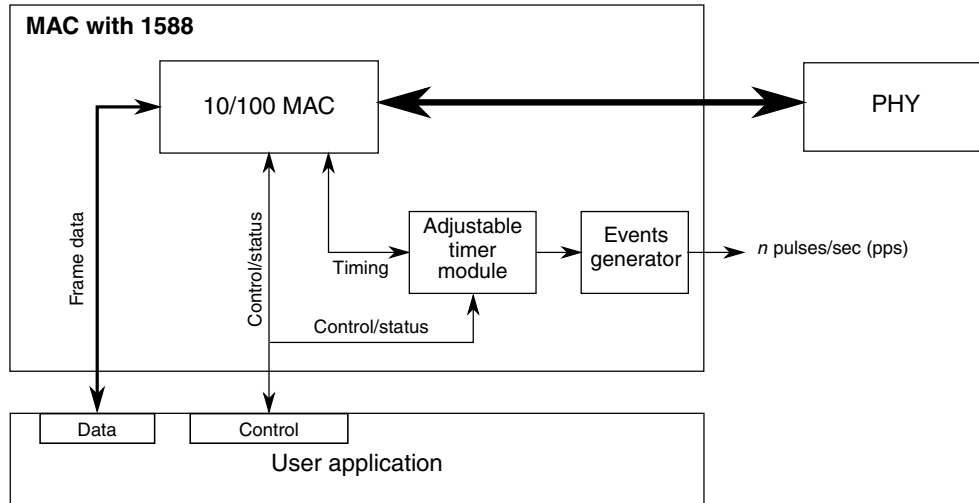 MAC with 1588
10/100 MAC
PHY
Frame data
Control/status
Timing
Adjustable
timer
module
Events
generator
n pulses/sec (pps)
Control/status
Data
Control
User application